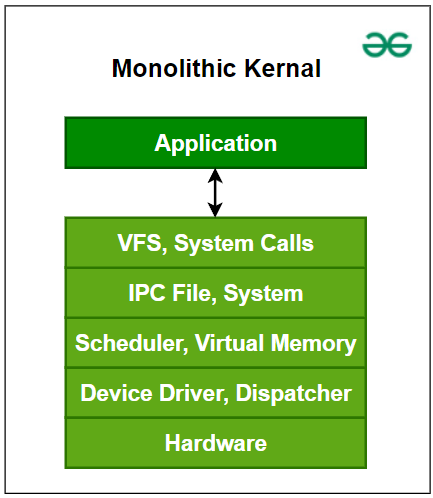 Monolithic Kernal
Application
VFS, System Calls
IPC File, System
Scheduler, Virtual Memory
Device Driver, Dispatcher
Hardware